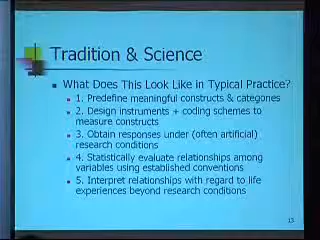 Tradition & Science
What Does This Look Like in Typical Practice?
1. Predefine meaningful constructs & categories
2. Design instruments + coding schemes to
measure constructs
3. Obtain responses under (often artificial)
research conditions
4. Statistically evaluate relationships among
variables using established conventions
5. Interpret relationships with regard to life
experiences beyond research conditions
13